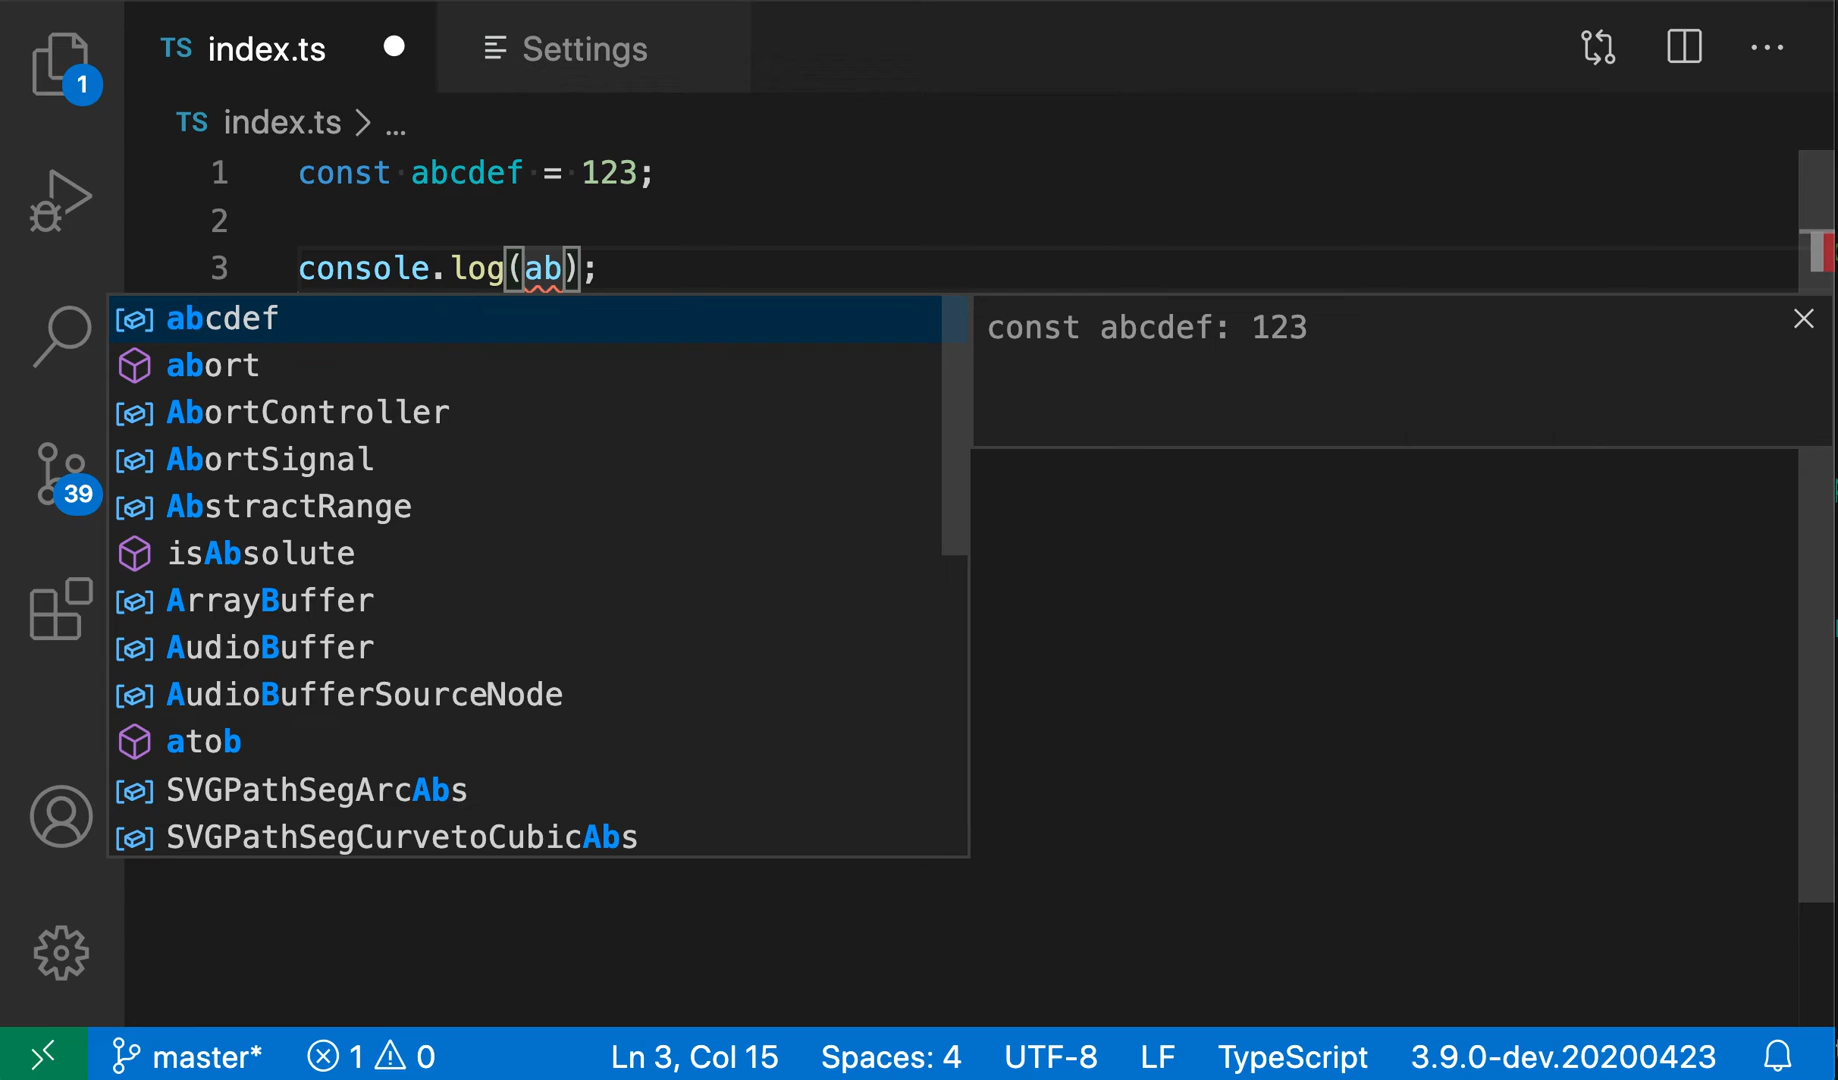 TS index.ts Settings
1
TS index.ts > ...
1 const abcdef = 123;
2
3 console.log(ab);
abcdef
const abcdef: 123
abort
AbortController
AbortSignal
39
AbstractRange
isAbsolute
ArrayBuffer
AudioBuffer
AudioBufferSourceNode
atob
SVGPathSegArcAbs
SVGPathSegCurvetoCubicAbs
master* 1 0 Ln 3, Col 15 Spaces: 4 UTF-8 LF TypeScript 3.9.0-dev.20200423